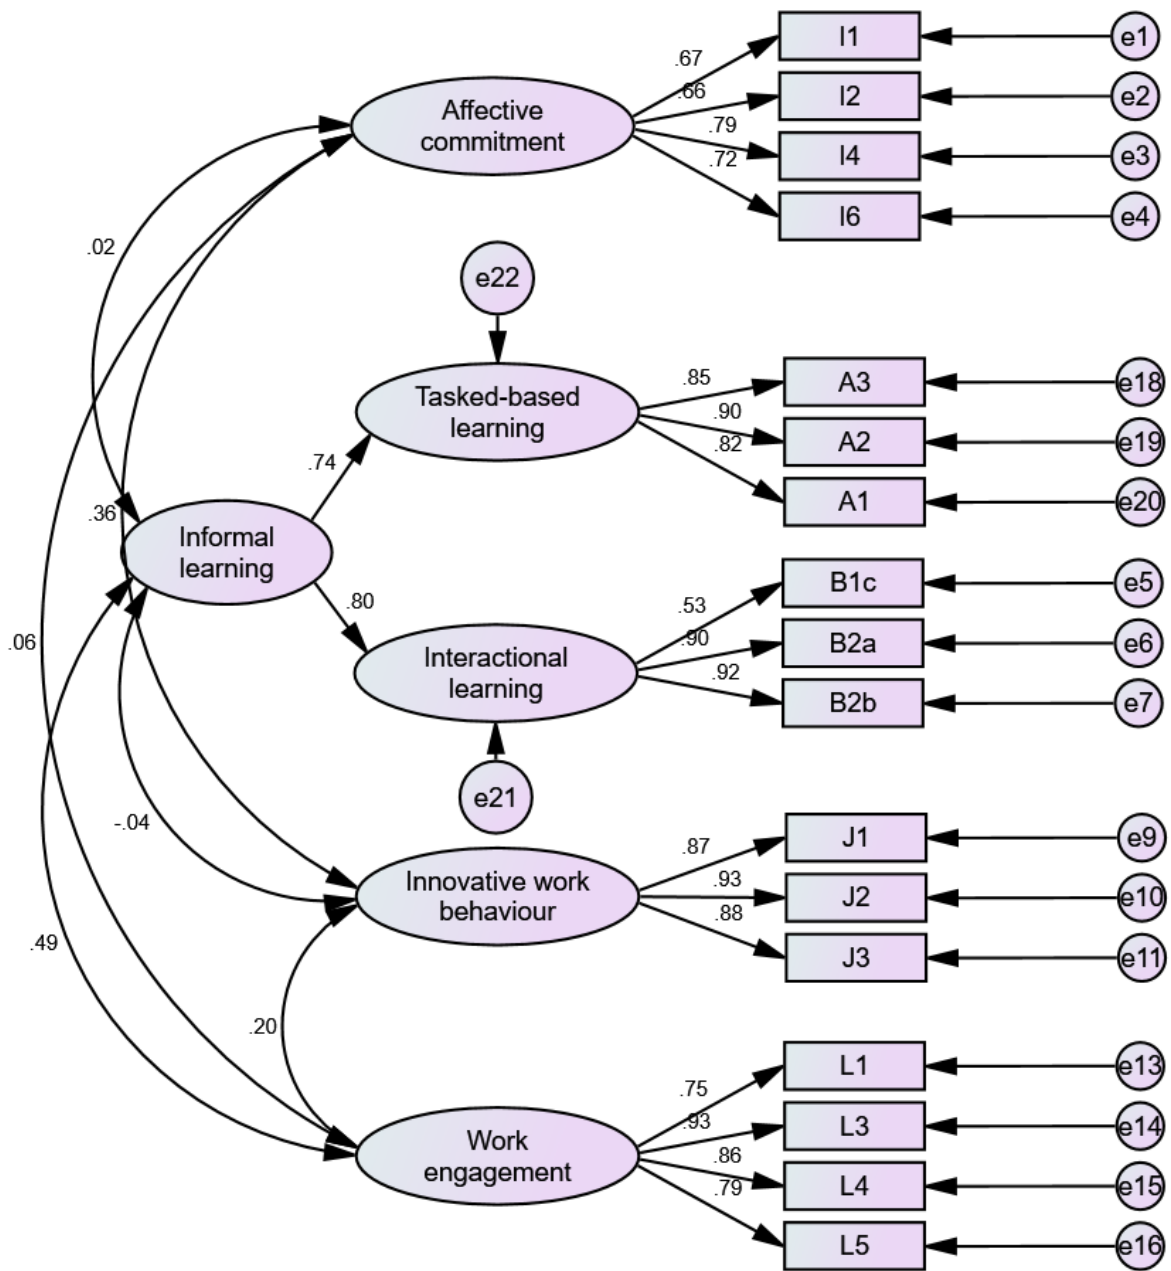 I1
e1
.67
I2
e2
.66
Affective
commitment
I4
e3
.79
I6
e4
.72
.02
e22
A3
e18
.85
Tasked-based
learning
A2
e19
.90
A1
e20
.82
.74
.36
Informal
learning
B1c
e5
.53
.80
B2a
e6
.90
Interactional
learning
B2b
e7
.92
.06
e21
-.04
J1
e9
.87
Innovative work
behaviour
J2
e10
.93
J3
e11
.88
.49
.20
L1
e13
.75
L3
e14
.93
Work
engagement
L4
e15
.86
L5
e16
.79